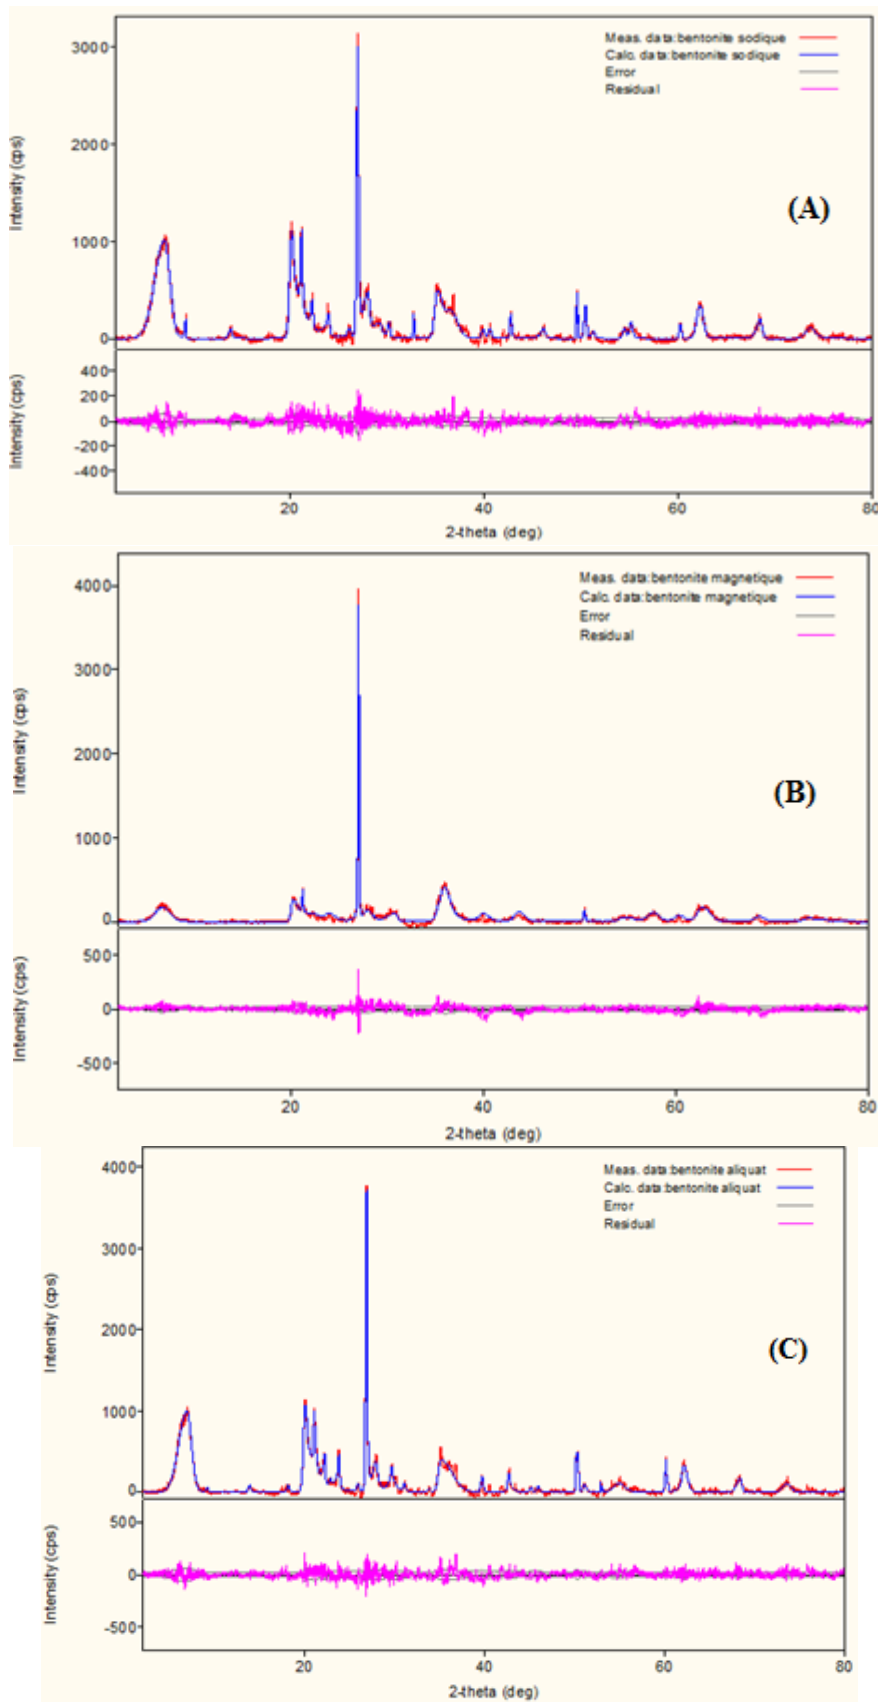 Meas. data:bentonite sodique
Calc. data:bentonite sodique
Error
Residual
(A)
Intensity (cps)
3000
2000
1000
0
Intensity (cps)
400
200
0
-200
-400
20 40 60 80
2-theta (deg)
Meas. data:bentonite magnetique
Calc. data:bentonite magnetique
Error
Residual
(B)
Intensity (cps)
4000
3000
2000
1000
0
Intensity (cps)
500
0
-500
20 40 60 80
2-theta (deg)
Meas. data:bentonite aliquat
Calc. data:bentonite aliquat
Error
Residual
(C)
Intensity (cps)
4000
3000
2000
1000
0
Intensity (cps)
500
0
-500
20 40 60 80
2-theta (deg)